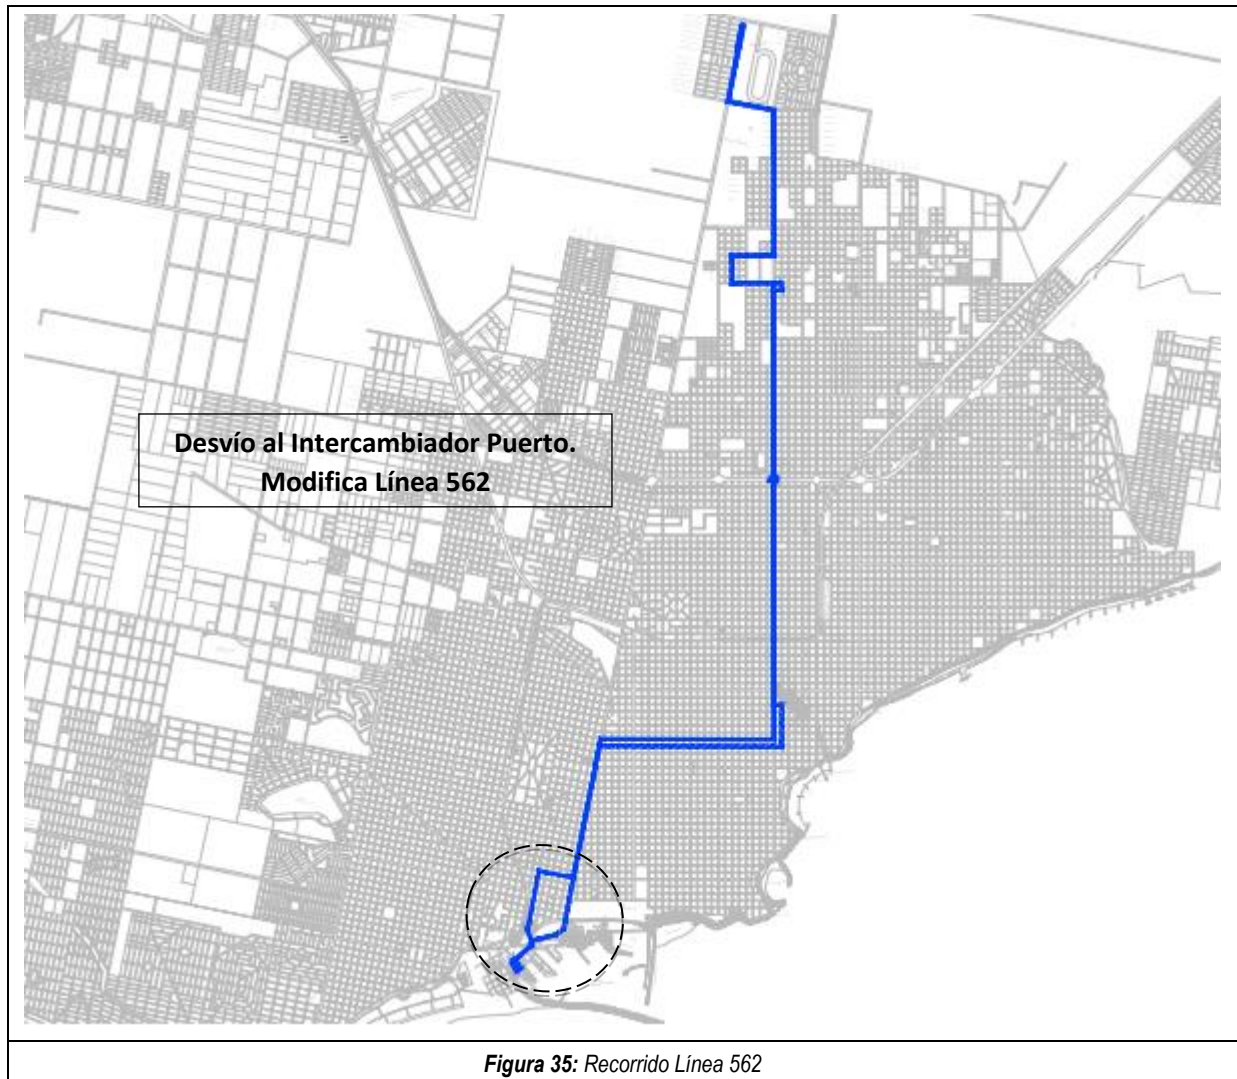 Desvío al Intercambiador Puerto.
Modifica Línea 562
Figura 35: Recorrido Línea 562